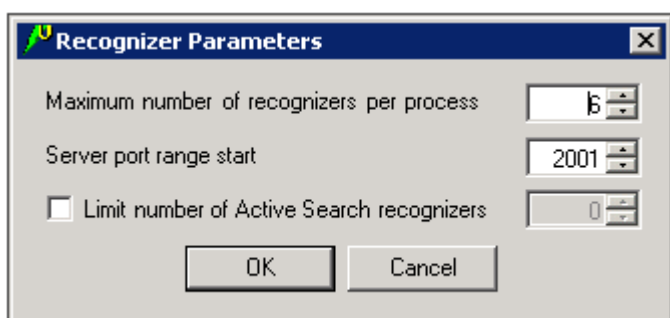 Recognizer Parameters
Maximum number of recognizers per process 6
Server port range start 2001
Limit number of Active Search recognizers 0
OK Cancel